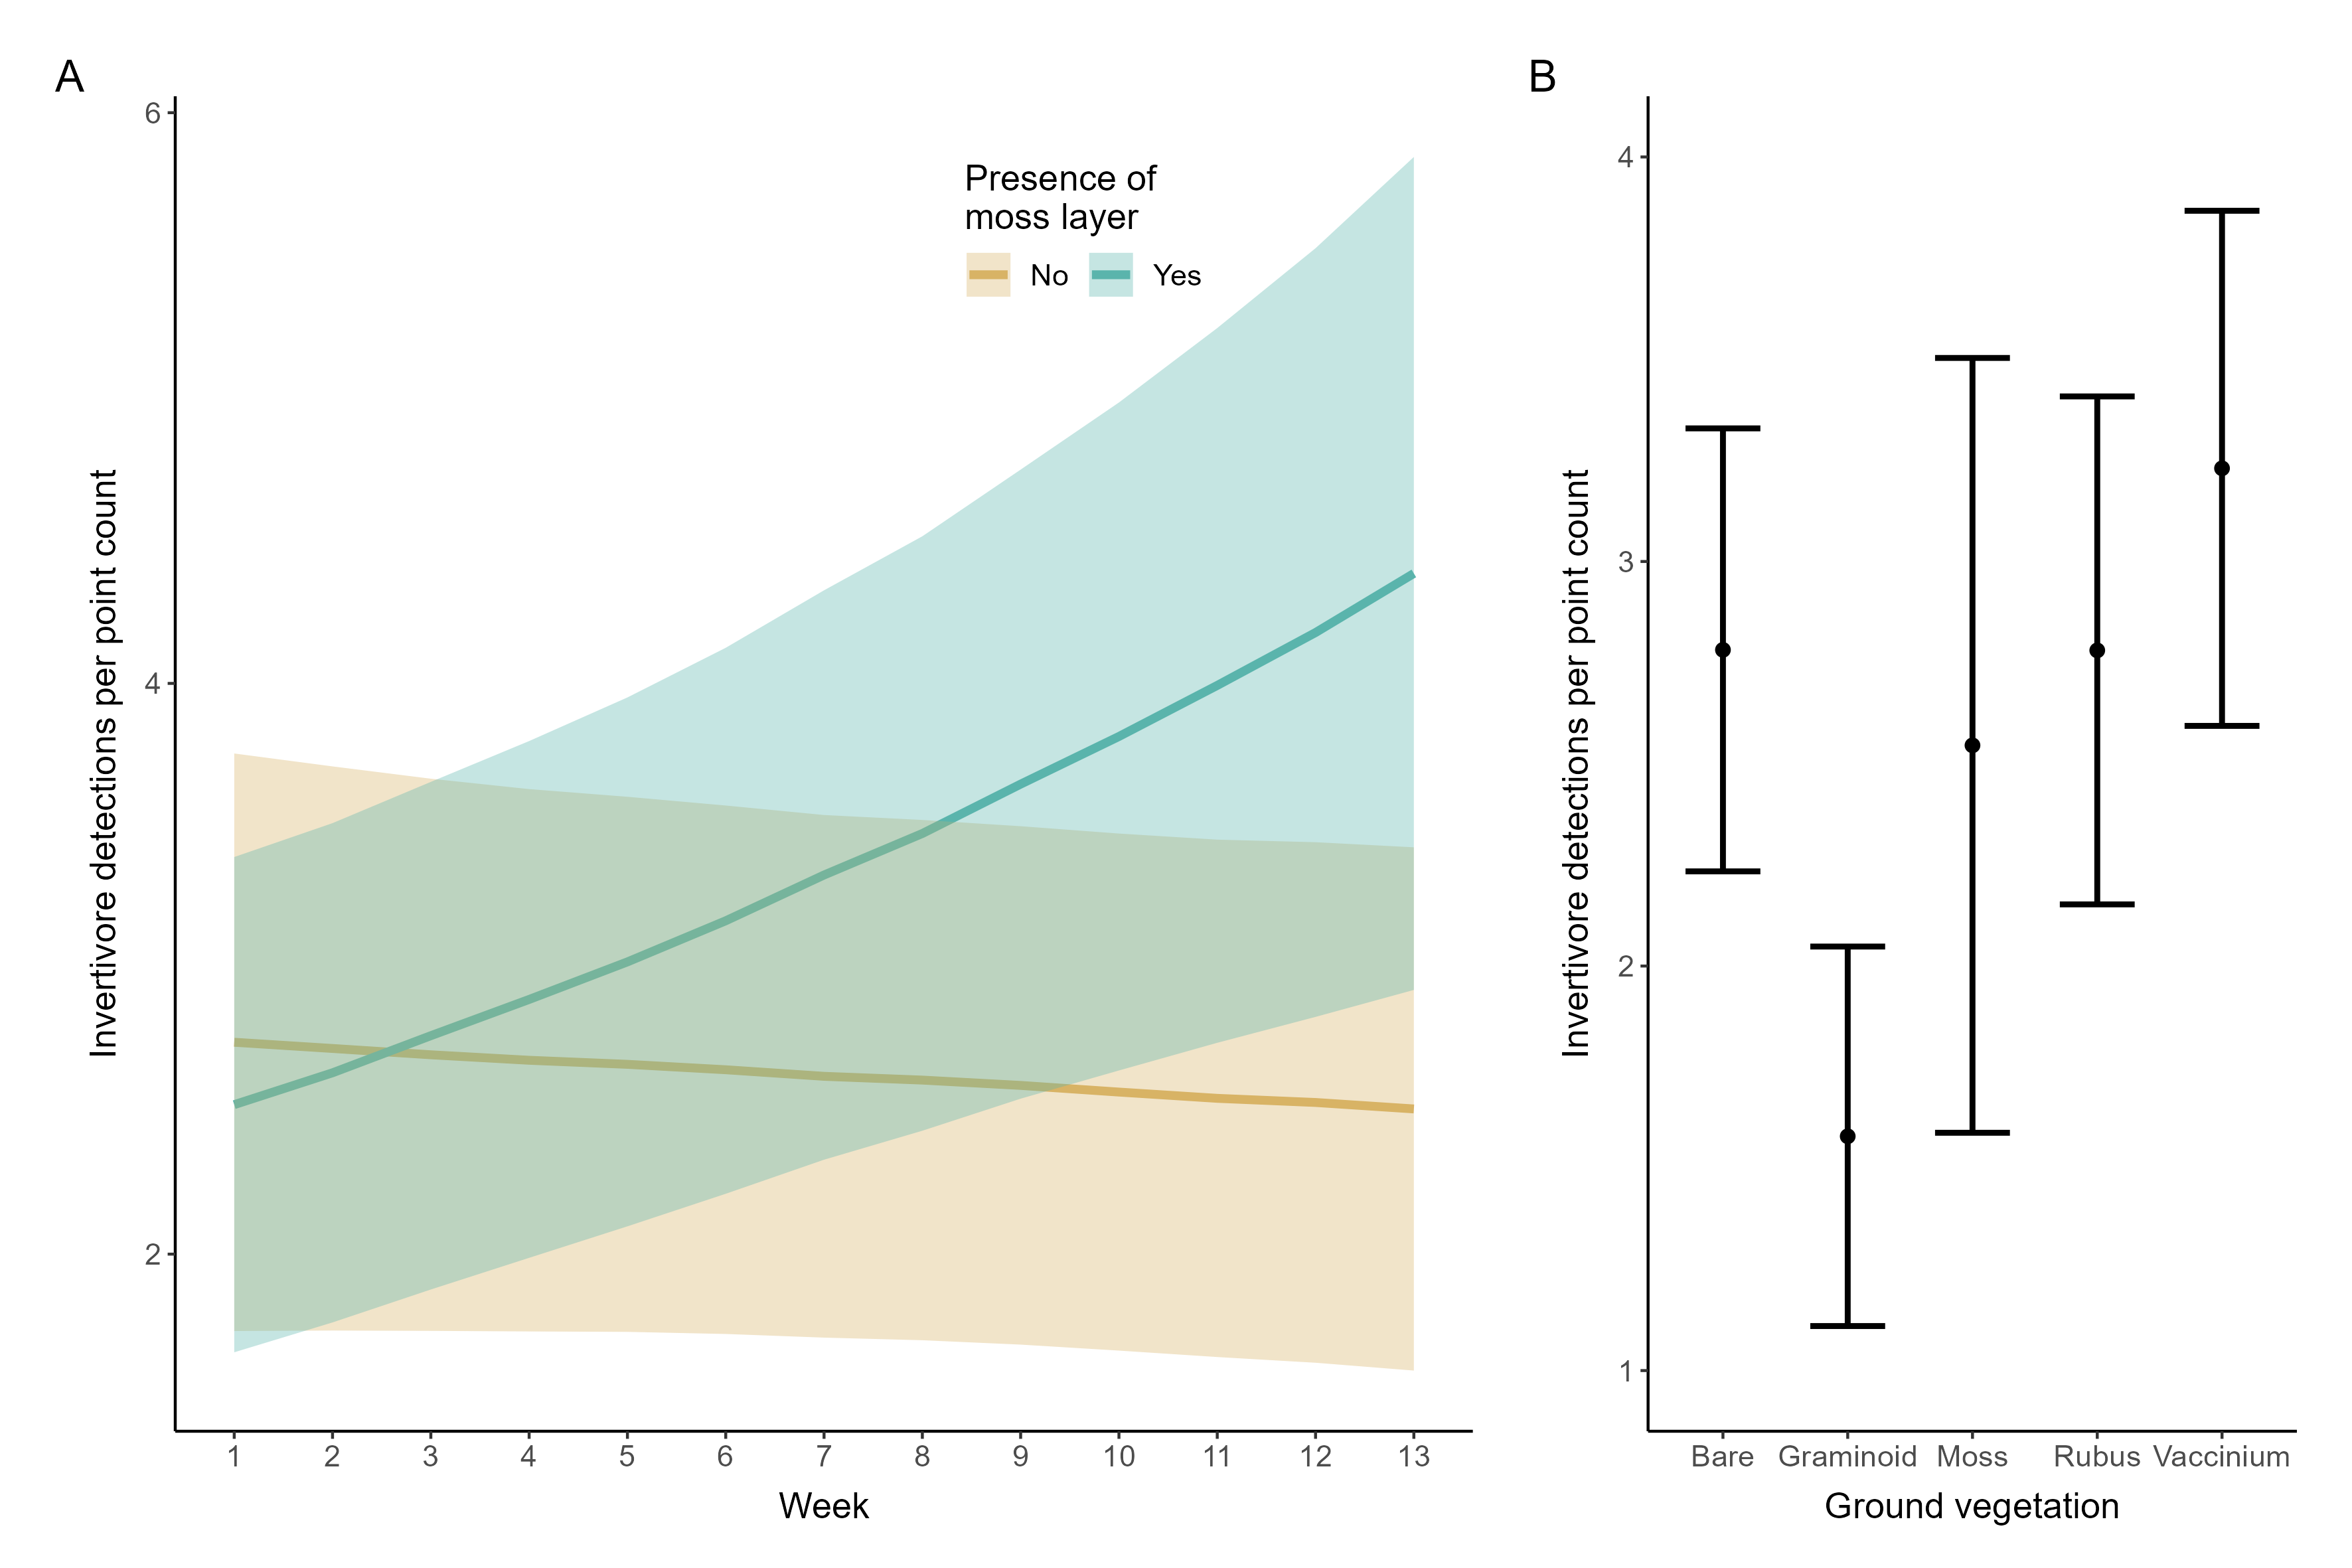 A
Invertivore detections per point count
6
4
2
Presence of
moss layer
No Yes
1 2 3 4 5 6 7 8 9 10 11 12 13
Week
B
Invertivore detections per point count
4
3
2
1
Bare Graminoid Moss Rubus Vaccinium
Ground vegetation